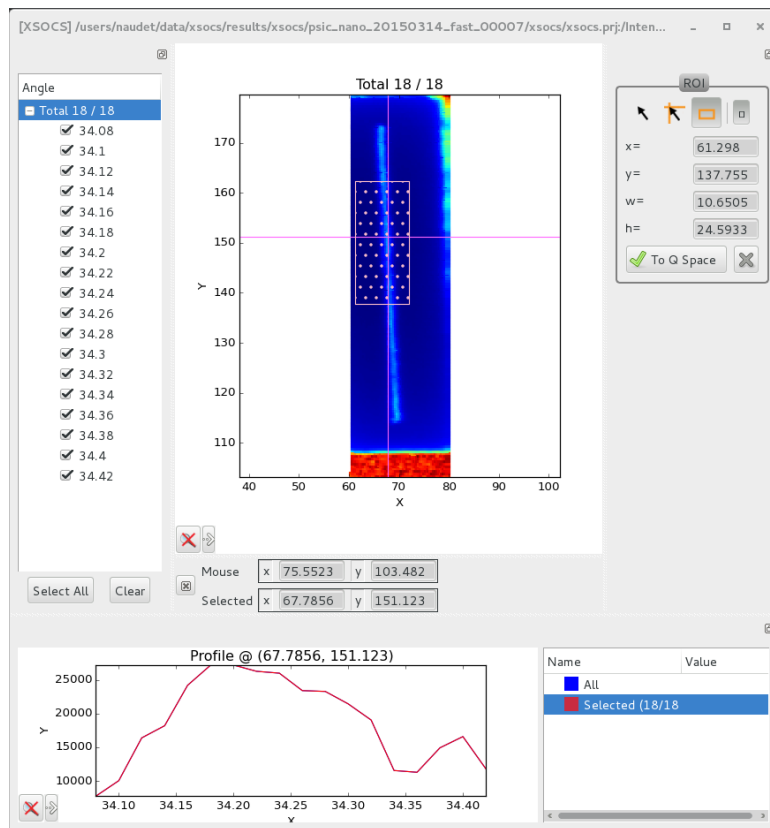 [XSOCS] /users/naudet/data/xsocs/results/xsocs/psic_nano_20150314_fast_00007/xsocs/xsocs.prj:/Inten...
Angle
Total 18 / 18
34.08
34.1
34.12
34.14
34.16
34.18
34.2
34.22
34.24
34.26
34.28
34.3
34.32
34.34
34.36
34.38
34.4
34.42
Select All Clear
Total 18 / 18
Y
170
160
150
140
130
120
110
40 50 60 70 80 90 100
X
Mouse x 75.5523 y 103.482
Selected x 67.7856 y 151.123
ROI
x= 61.298
y= 137.755
w= 10.6505
h= 24.5933
To Q Space
Profile @ (67.7856, 151.123)
Y
25000
20000
15000
10000
34.10 34.15 34.20 34.25 34.30 34.35 34.40
X
Name Value
All
Selected (18/18